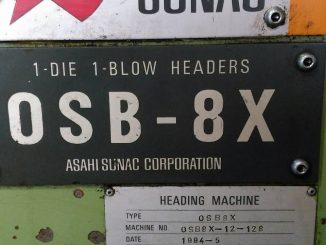 SUNAC
1-DIE 1-BLOW HEADERS
OSB-8X
ASAHI SUNAC CORPORATION
HEADING MACHINE
TYPE OSB8X
MACHINE NO. OSB8X-12-128
DATE 1984-5